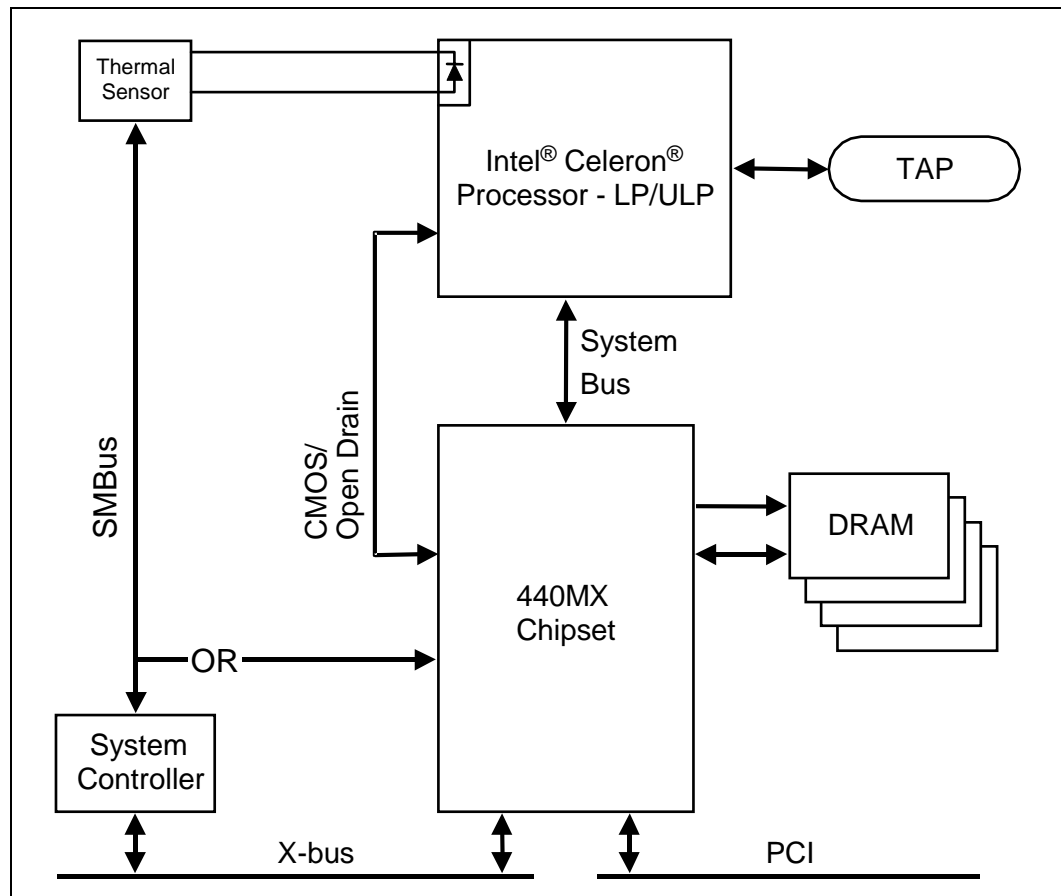 Thermal
Sensor
Intel® Celeron®
Processor - LP/ULP
TAP
System
Bus
SMBus
CMOS/
Open Drain
DRAM
440MX
Chipset
OR
System
Controller
X-bus
PCI